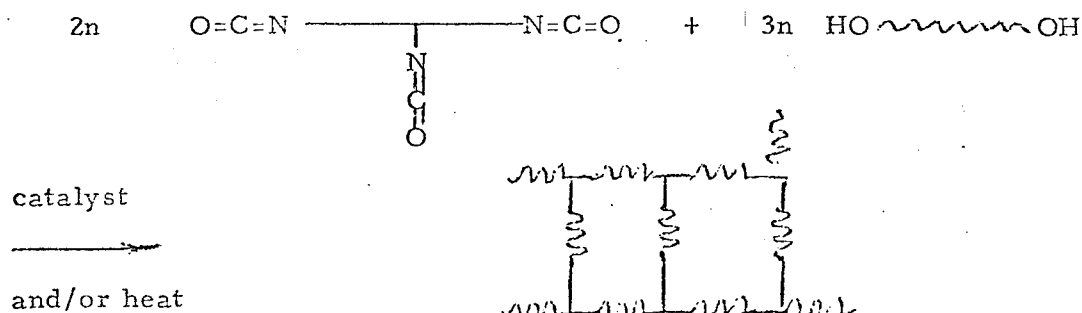 2n O=C=N N=C=O + 3n HO OH
N
C
O
catalyst
and/or heat